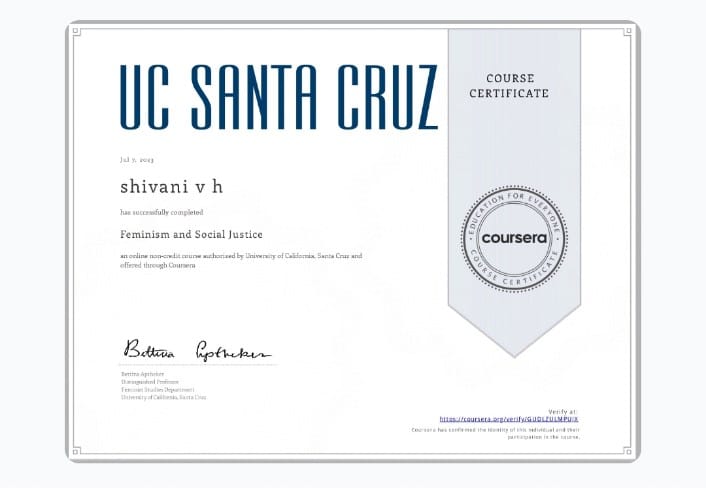 UC SANTA CRUZ
COURSE
CERTIFICATE
Jul 7, 2023
shivani v h
has successfully completed
Feminism and Social Justice
an online non-credit course authorized by University of California, Santa Cruz and
offered through Coursera
EDUCATION FOR EVERYONE
coursera
COURSE CERTIFICATE
Bettina Aptheker
Bettina Aptheker
Distinguished Professor
Feminist Studies Department
University of California, Santa Cruz
Verify at:
https://coursera.org/verify/
Coursera has confirmed the identity of this individual and their
participation in the course.